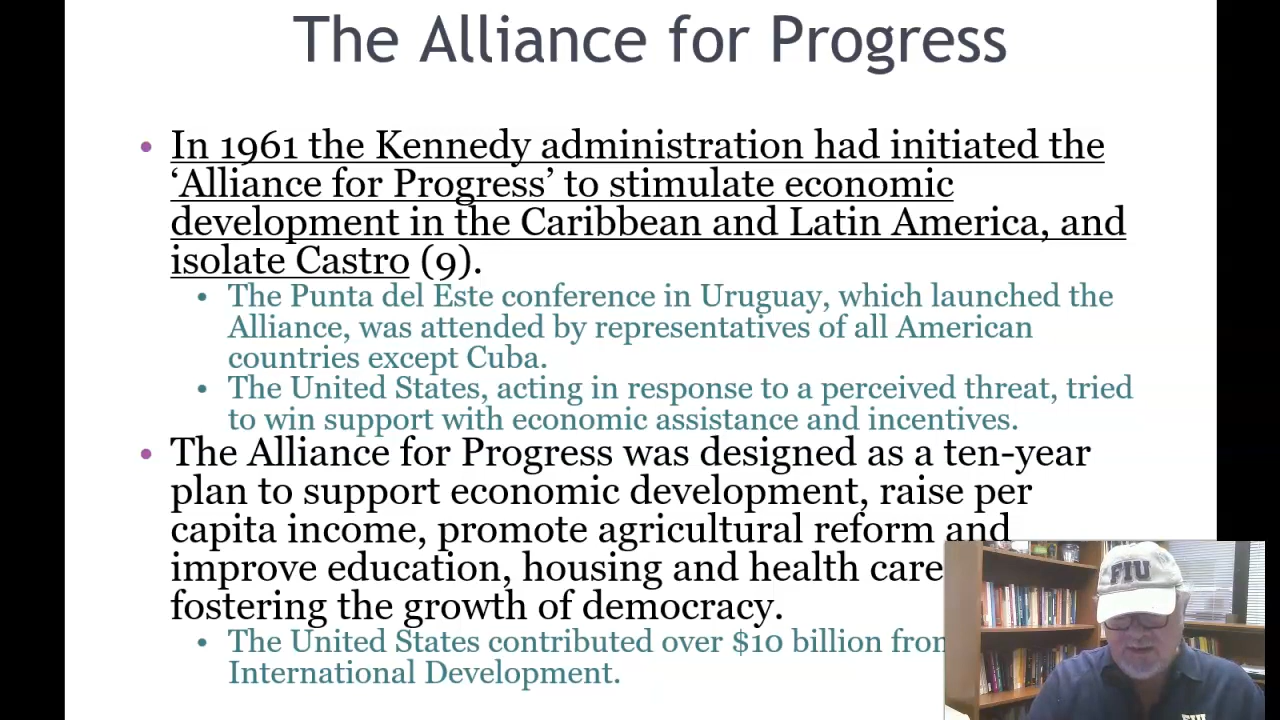 The Alliance for Progress
• In 1961 the Kennedy administration had initiated the
‘Alliance for Progress’ to stimulate economic
development in the Caribbean and Latin America, and
isolate Castro (9).
• The Punta del Este conference in Uruguay, which launched the
Alliance, was attended by representatives of all American
countries except Cuba.
• The United States, acting in response to a perceived threat, tried
to win support with economic assistance and incentives.
• The Alliance for Progress was designed as a ten-year
plan to support economic development, raise per
capita income, promote agricultural reform and
improve education, housing and health care
fostering the growth of democracy.
• The United States contributed over $10 billion
International Development.
FIU
FIU